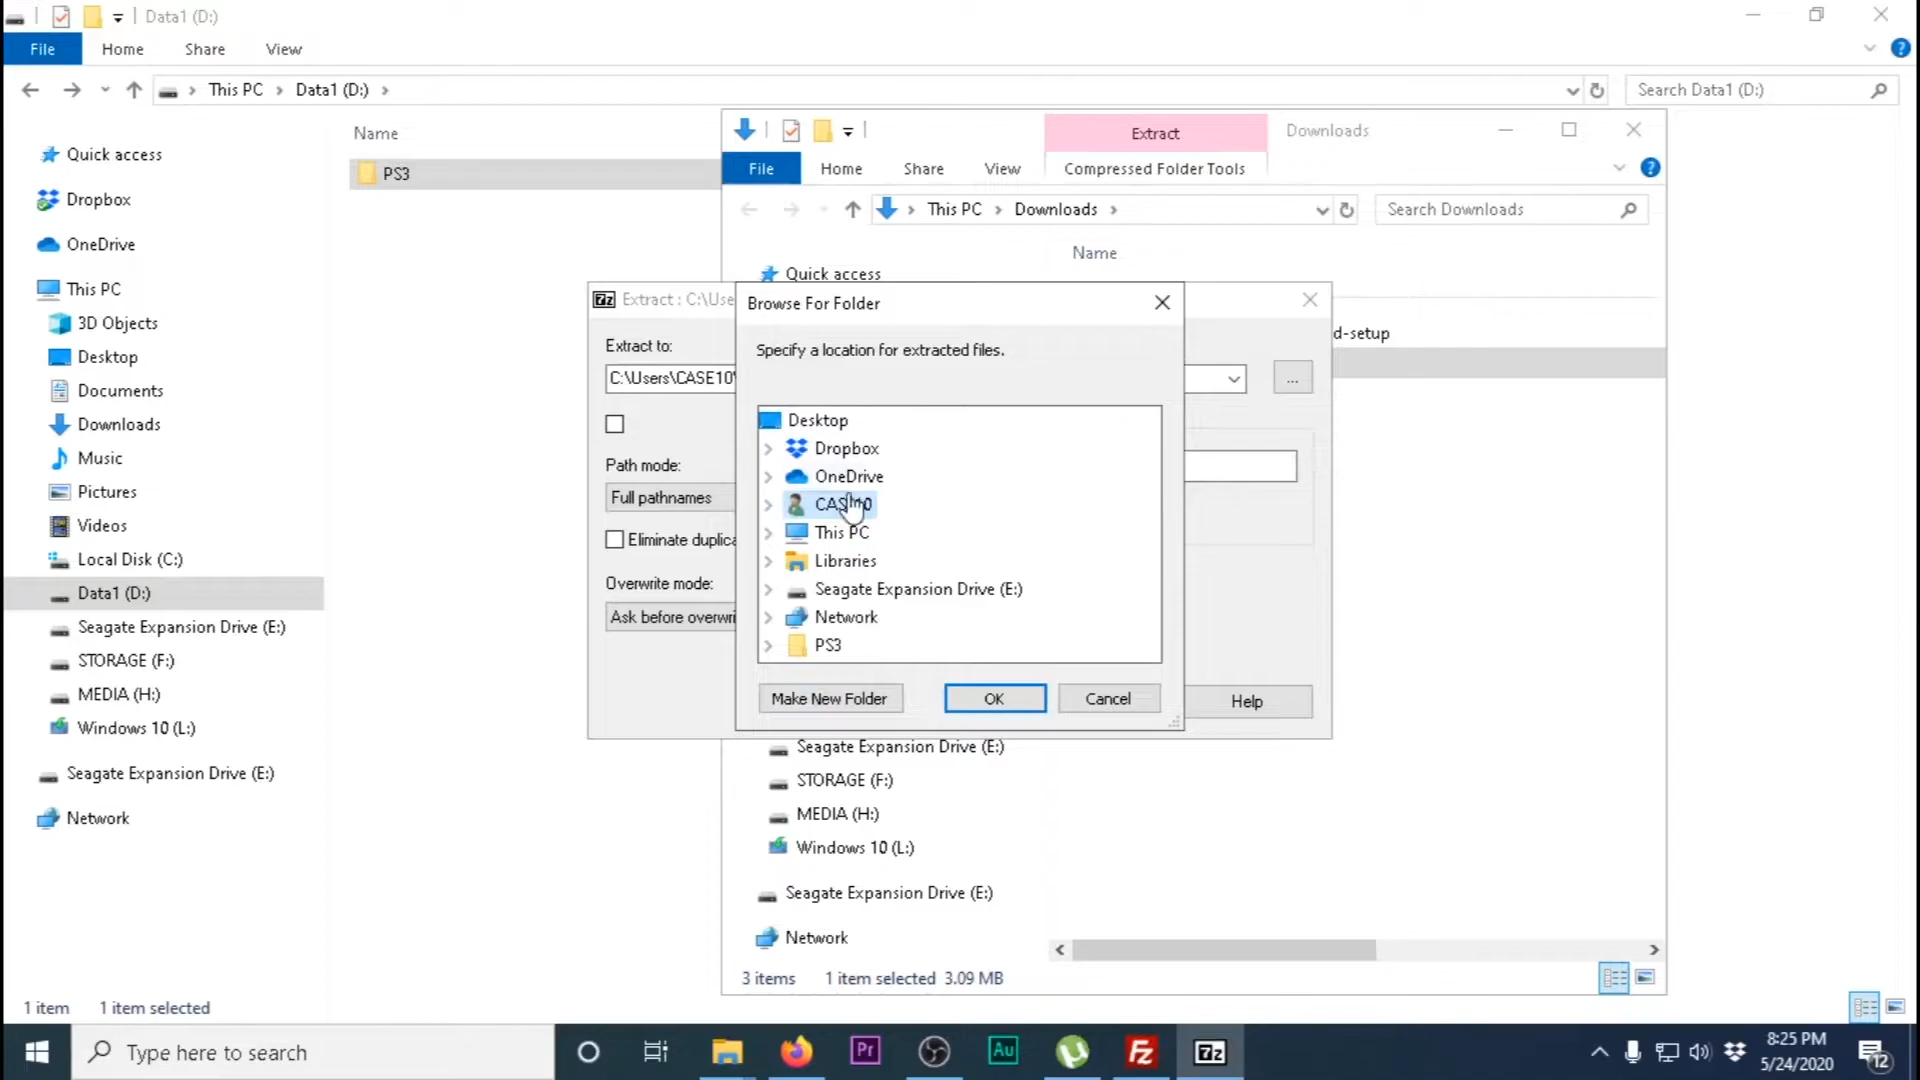 Data1 (D:)
File
Home
Share
View
This PC
Data1 (D:)
Search Data1 (D:)
Name
PS3
Quick access
Dropbox
OneDrive
This PC
3D Objects
Desktop
Documents
Downloads
Music
Pictures
Videos
Local Disk (C:)
Data1 (D:)
Seagate Expansion Drive (E:)
STORAGE (F:)
MEDIA (H:)
Windows 10 (L:)
Seagate Expansion Drive (E:)
Network
1 item
1 item selected
Extract
Downloads
File
Home
Share
View
Compressed Folder Tools
This PC
Downloads
Search Downloads
Name
Quick access
d-setup
7z
Extract : C:\Use
Extract to:
C:\Users\CASE10\
...
Path mode:
Full pathnames
Eliminate duplica
Overwrite mode:
Ask before overwri
Help
Browse For Folder
Specify a location for extracted files.
Desktop
Dropbox
OneDrive
This PC
Libraries
Seagate Expansion Drive (E:)
Network
PS3
Make New Folder
OK
Cancel
Seagate Expansion Drive (E:)
STORAGE (F:)
MEDIA (H:)
Windows 10 (L:)
Seagate Expansion Drive (E:)
Network
3 items
1 item selected 3.09 MB
Type here to search
Pr
Au
Fz
7z
8:25 PM
5/24/2020
12